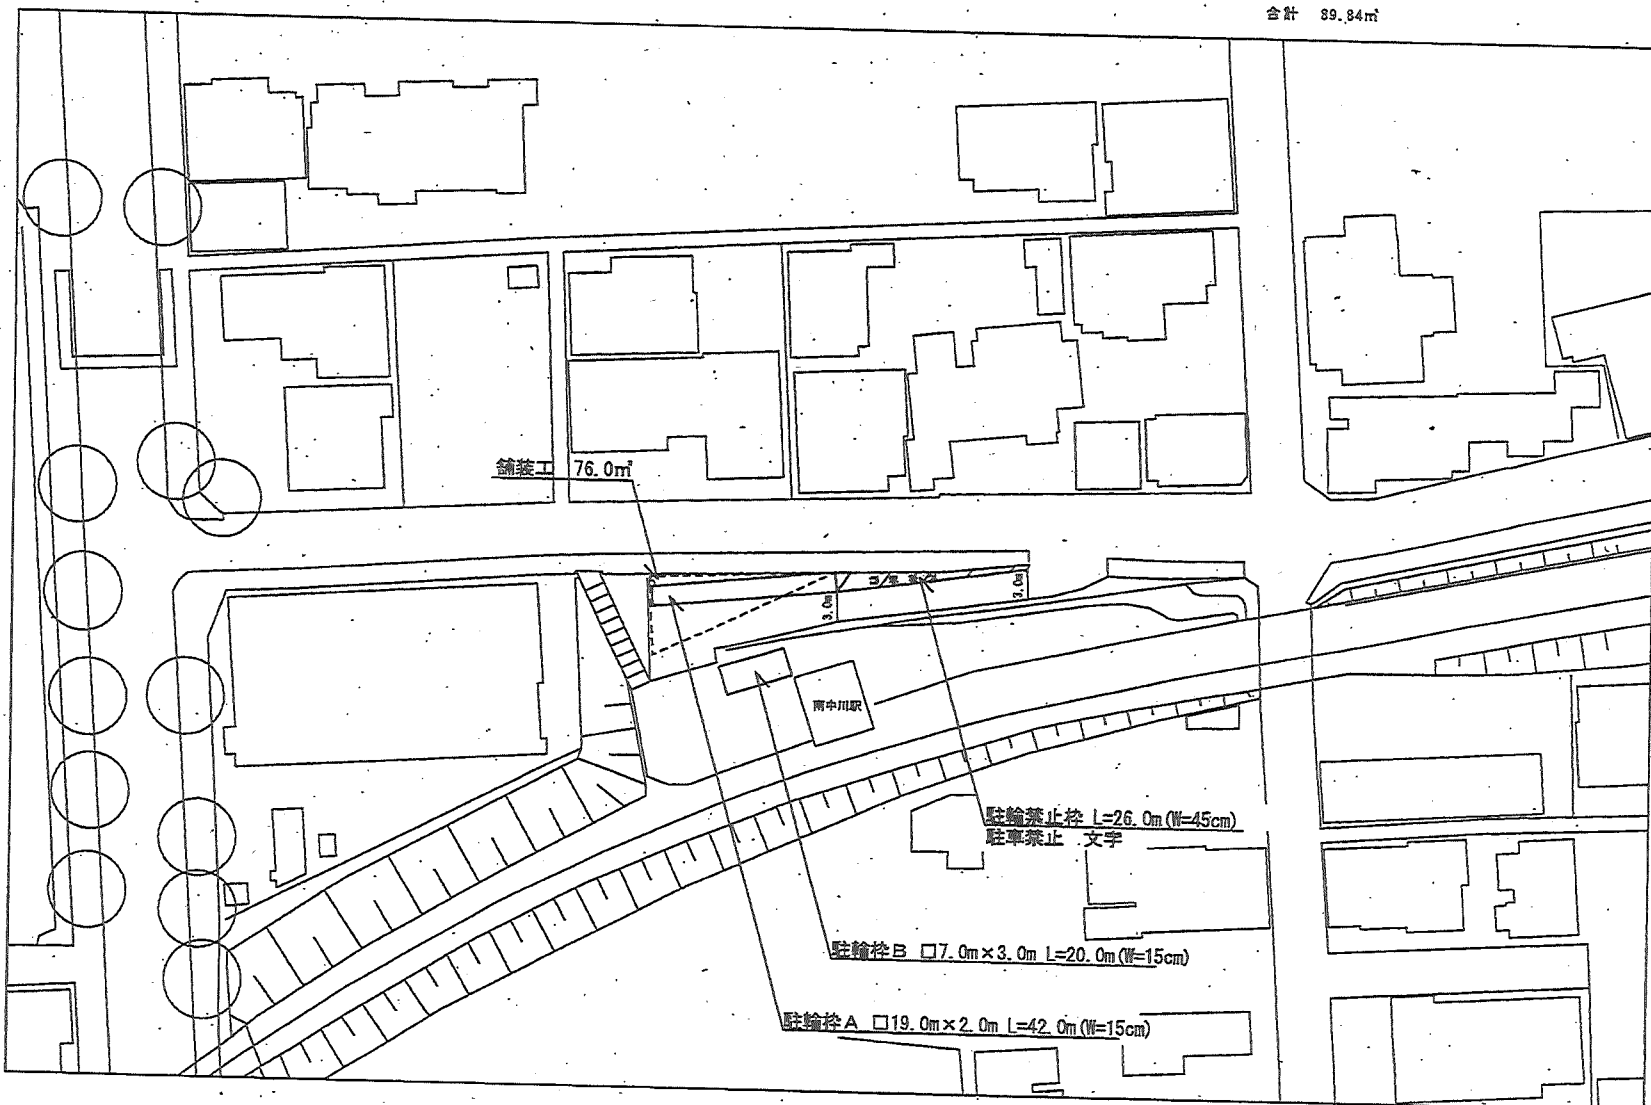 合計 89.84㎡
舗装工 76.0㎡
3.0m
3.0m
南中川駅
駐輪禁止枠 L=26.0m(W=45cm)
駐車禁止 文字
駐輪枠B □7.0m×3.0m L=20.0m(W=15cm)
駐輪枠A □19.0m×2.0m L=42.0m(W=15cm)